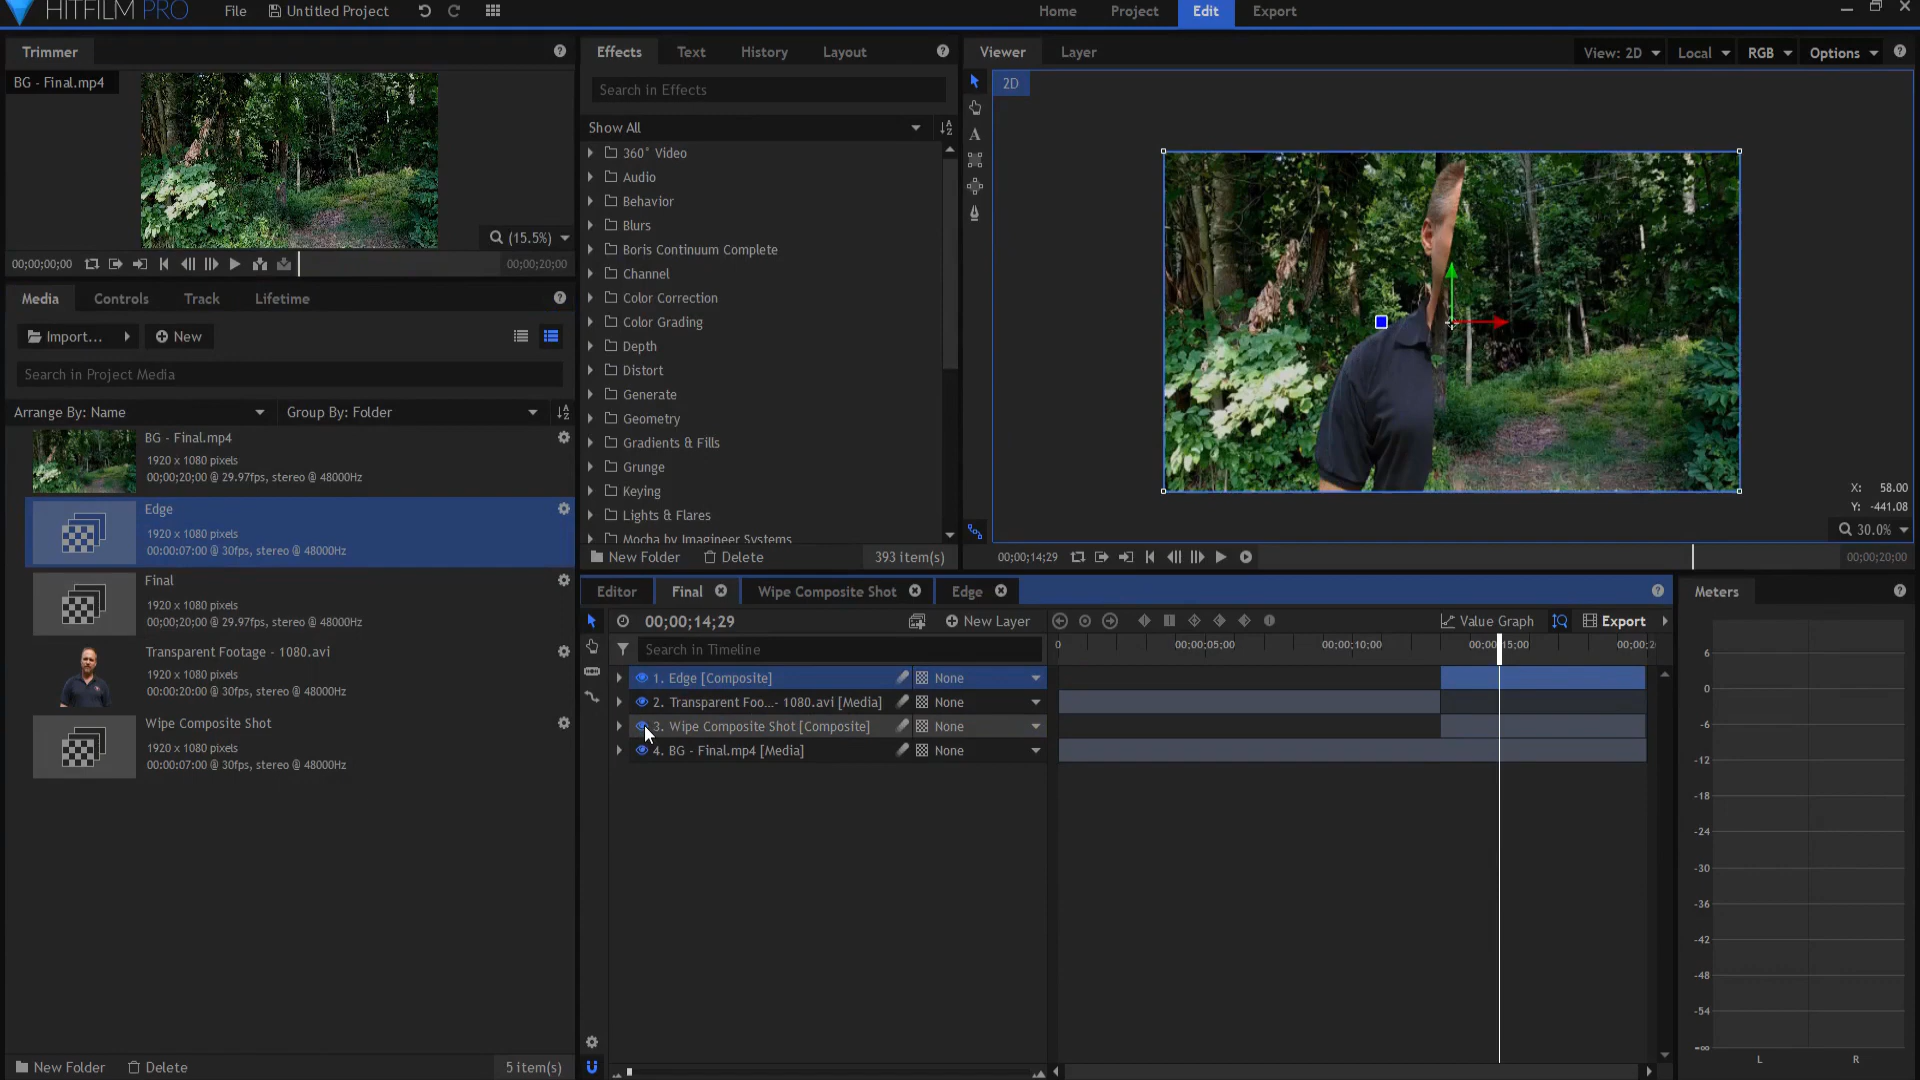 HITFILM PRO
File
Untitled Project
Home
Project
Edit
Export
Trimmer
BG - Final.mp4
(15.5%)
00;00;00;00
00;00;20;00
Effects
Text
History
Layout
Search in Effects
Show All
360° Video
Audio
Behavior
Blurs
Boris Continuum Complete
Channel
Color Correction
Color Grading
Depth
Distort
Generate
Geometry
Gradients & Fills
Grunge
Keying
Lights & Flares
Mocha by Imagineer Systems
New Folder
Delete
393 item(s)
Viewer
Layer
View: 2D
Local
RGB
Options
2D
X: 58.00
Y: -441.08
30.0%
00;00;14;29
00;00;20;00
Media
Controls
Track
Lifetime
Import...
New
Search in Project Media
Arrange By: Name
Group By: Folder
BG - Final.mp4
1920 x 1080 pixels
00;00;20;00 @ 29.97fps, stereo @ 48000Hz
Edge
1920 x 1080 pixels
00:00:07:00 @ 30fps, stereo @ 48000Hz
Final
1920 x 1080 pixels
00;00;20;00 @ 29.97fps, stereo @ 48000Hz
Transparent Footage - 1080.avi
1920 x 1080 pixels
00:00:20:00 @ 30fps, stereo @ 48000Hz
Wipe Composite Shot
1920 x 1080 pixels
00:00:07:00 @ 30fps, stereo @ 48000Hz
New Folder
Delete
5 item(s)
Editor
Final
Wipe Composite Shot
Edge
00;00;14;29
New Layer
Value Graph
Export
Search in Timeline
0
00;00;05;00
00;00;10;00
00;00;15;00
00;00;2
1. Edge [Composite]
None
2. Transparent Foo...- 1080.avi [Media]
None
3. Wipe Composite Shot [Composite]
None
4. BG - Final.mp4 [Media]
None
Meters
6
0
-6
-12
-18
-24
-30
-36
-42
-48
-54
-∞
L
R